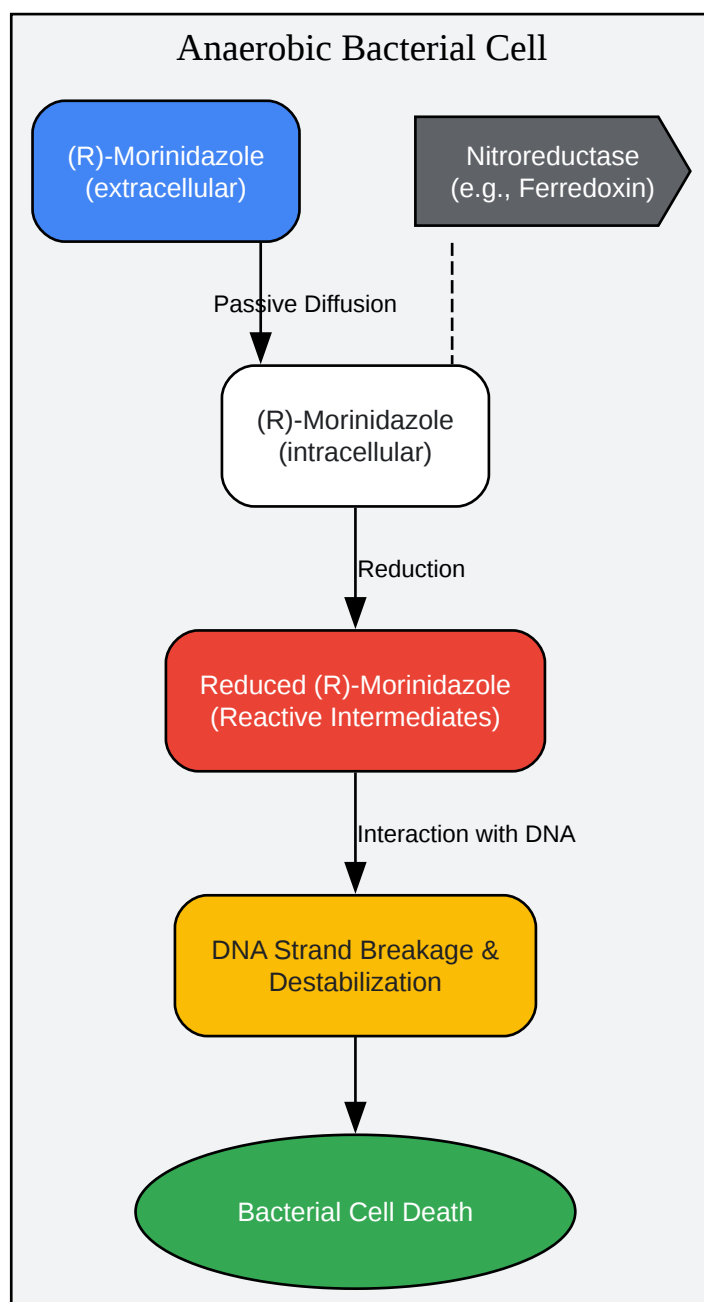 Anaerobic Bacterial Cell
(R)-Morinidazole
(extracellular)
Nitroreductase
(e.g., Ferredoxin)
Passive Diffusion
(R)-Morinidazole
(intracellular)
Reduction
Reduced (R)-Morinidazole
(Reactive Intermediates)
Interaction with DNA
DNA Strand Breakage &
Destabilization
Bacterial Cell Death